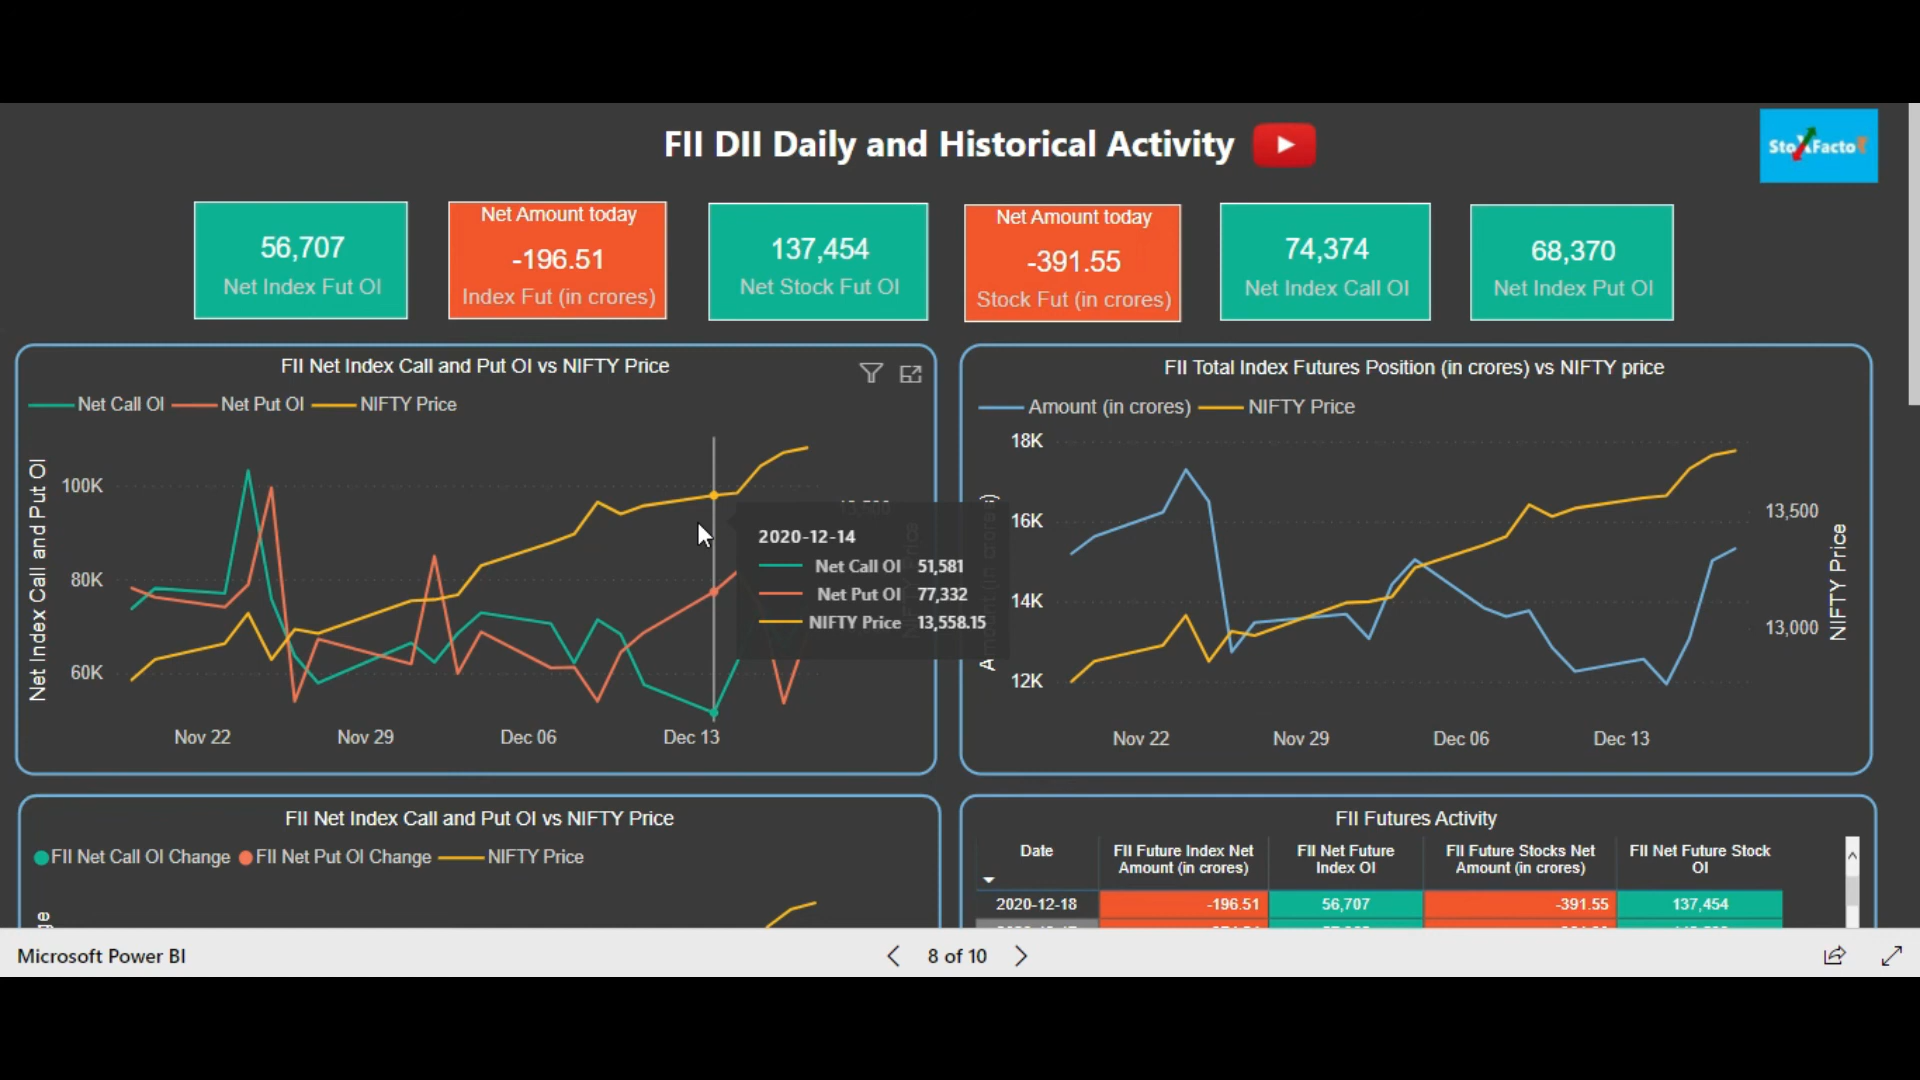 FII DII Daily and Historical Activity
StoXFactor
56,707
Net Index Fut OI
Net Amount today
-196.51
Index Fut (in crores)
137,454
Net Stock Fut OI
Net Amount today
-391.55
Stock Fut (in crores)
74,374
Net Index Call OI
68,370
Net Index Put OI
FII Net Index Call and Put OI vs NIFTY Price
Net Call OI Net Put OI NIFTY Price
Net Index Call and Put OI
100K
80K
60K
13,500
Nov 22 Nov 29 Dec 06 Dec 13
2020-12-14
Net Call OI 51,581
Net Put OI 77,332
NIFTY Price 13,558.15
FII Total Index Futures Position (in crores) vs NIFTY price
Amount (in crores) NIFTY Price
Amount (in crores)
18K
16K
14K
12K
13,500
13,000
NIFTY Price
Nov 22 Nov 29 Dec 06 Dec 13
FII Net Index Call and Put OI vs NIFTY Price
FII Net Call OI Change FII Net Put OI Change NIFTY Price
FII Futures Activity
Date FII Future Index Net Amount (in crores) FII Net Future Index OI FII Future Stocks Net Amount (in crores) FII Net Future Stock OI
2020-12-18 -196.51 56,707 -391.55 137,454
Microsoft Power BI
8 of 10